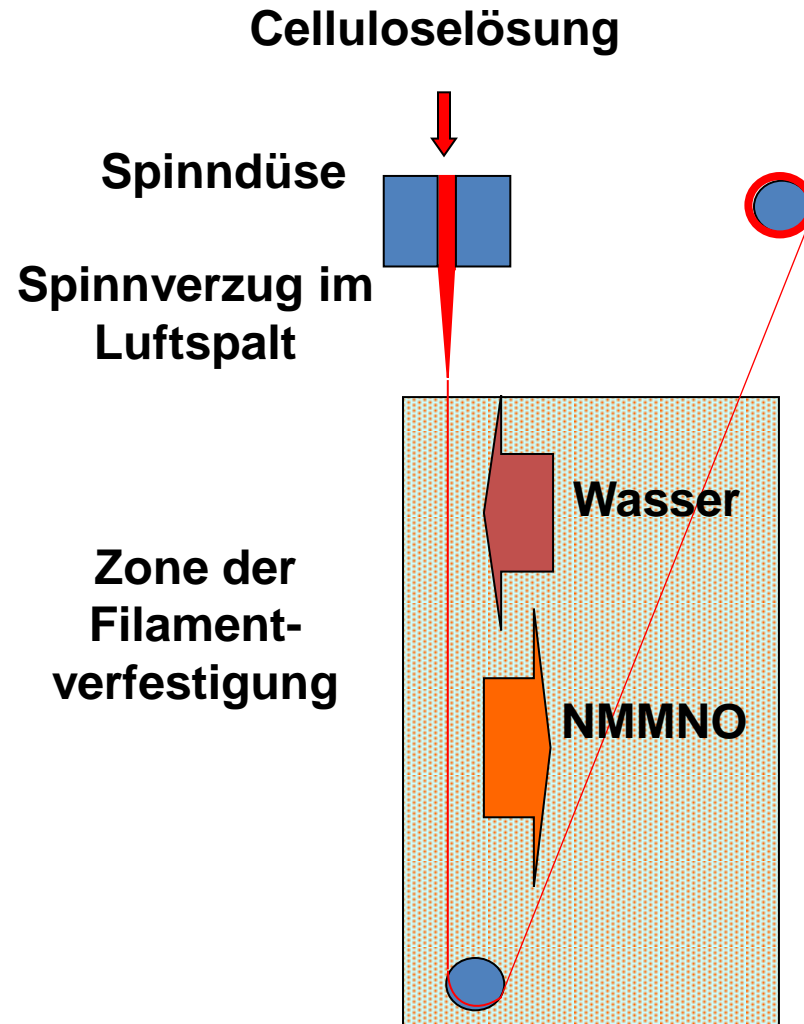 Celluloselösung
Spinndüse
Spinnverzug im
Luftspalt
Wasser
Zone der
Filament-
verfestigung
NMMNO